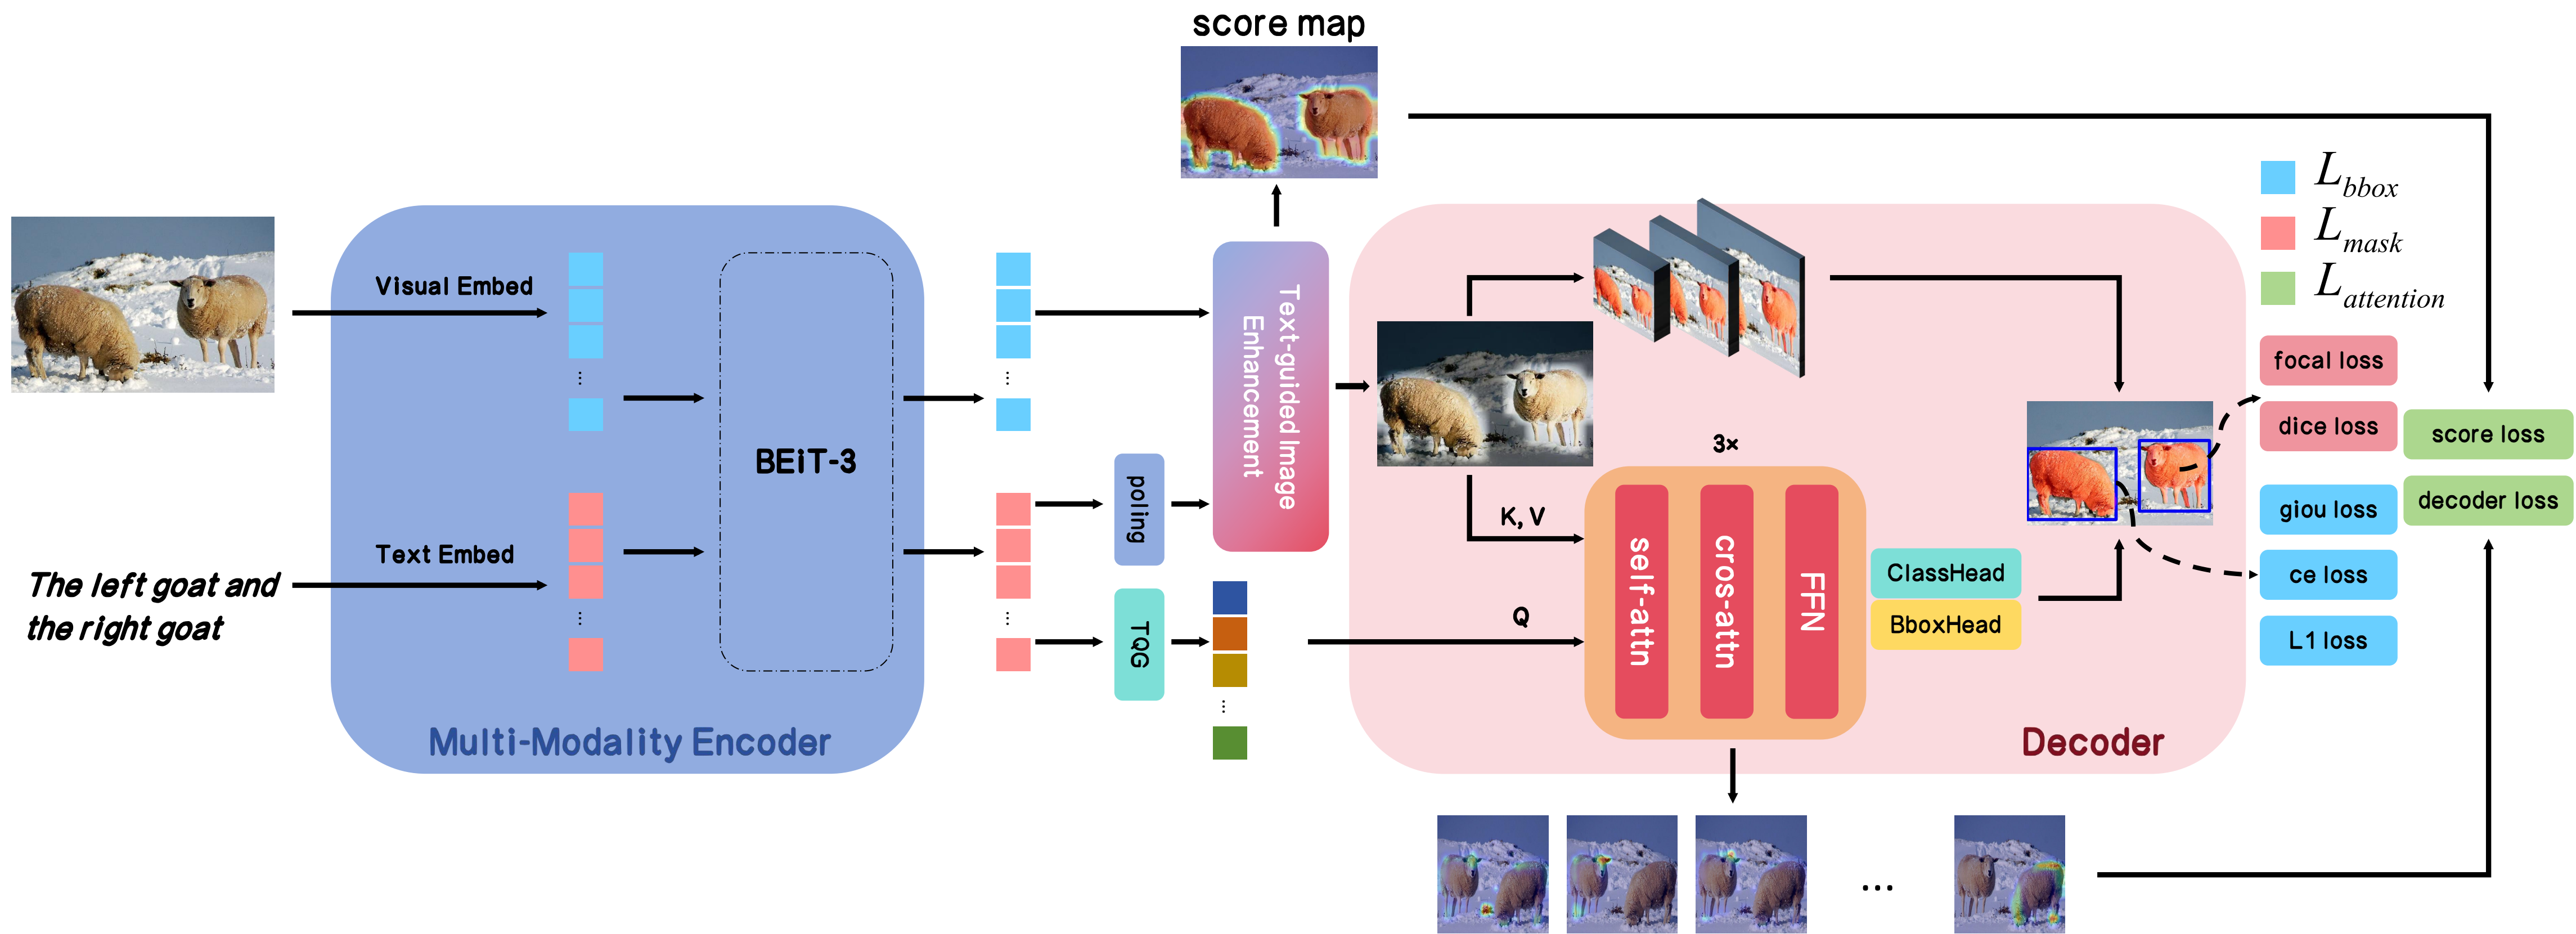 score map
Visual Embed
Text Embed
The left goat and
the right goat
BEiT-3
Multi-Modality Encoder
poling
TQG
Text-guided Image
Enhancement
K, V
Q
3×
self-attn
cros-attn
FFN
ClassHead
BboxHead
Decoder
L_bbox
L_mask
L_attention
focal loss
dice loss
score loss
decoder loss
giou loss
ce loss
L1 loss